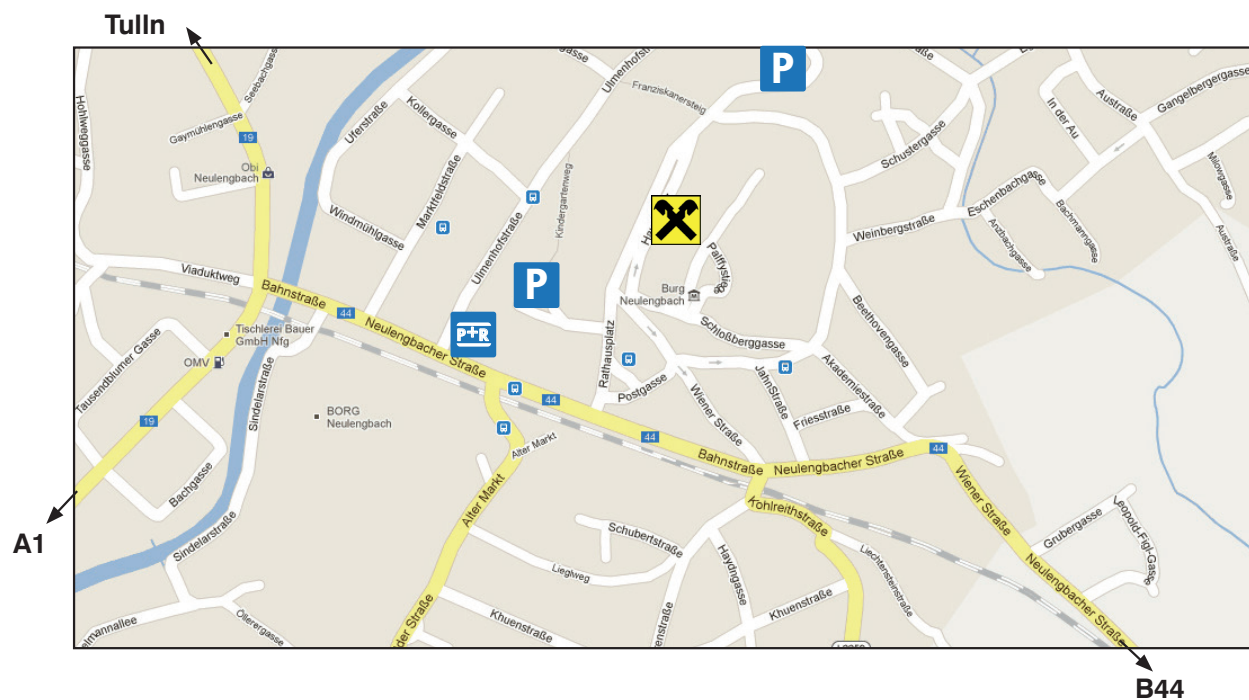 Tulln
P
Ulmenhofstraße
Franziskanersteig
Hohlweggasse
Seebachgasse
Gaymühlengasse
19
Obi
Neulengbach
Uferstraße
Kollergasse
Marktfeldstraße
Windmühlgasse
Ulmenhofstraße
Kindergartenweg
Schustergasse
In der Au
Austraße
Gangelbergergasse
Milowgasse
Eschenbachgasse
Bachmanngasse
Anzbachgasse
Weinbergstraße
Austraße
Viaduktweg
Bahnstraße
44
Neulengbacher Straße
P
P+R
Burg
Neulengbach
Schloßberggasse
Beethovengasse
Tischlerei Bauer
GmbH Nfg
OMV
Tausendblumer Gasse
Sindelarstraße
BORG
Neulengbach
Rathausplatz
Postgasse
Wiener Straße
JahnStraße
Akademiestraße
Friesstraße
19
44
44
Bahnstraße
Neulengbacher Straße
44
Alter Markt
Alter Markt
Bachgasse
Sindelarstraße
A1
Kohlreithstraße
Wiener Straße
Grubergasse
Leopold-Figl-Gasse
Schubertstraße
Lieglweg
Haydngasse
Liechtensteinstraße
Neulengbacher Straße
Khuenstraße
Khuenstraße
Ollerergasse
B44